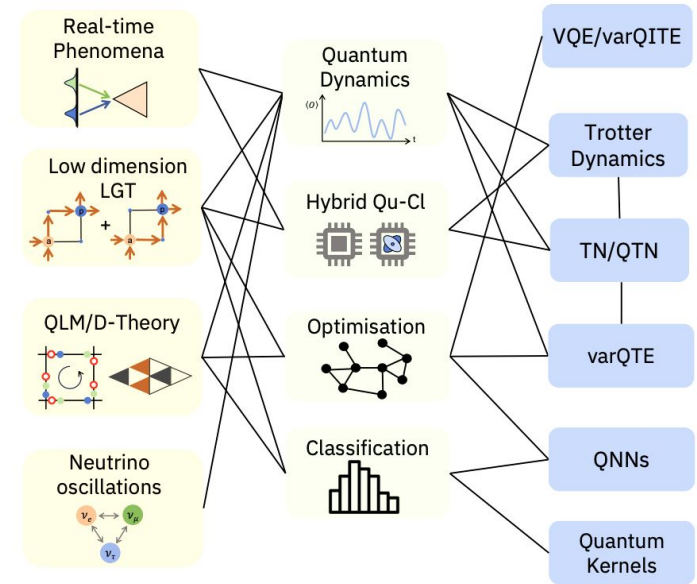 Real-time
Phenomena
Low dimension
LGT
a
p
+
a
p
QLM/D-Theory
Neutrino
oscillations
νe
νμ
ντ
Quantum
Dynamics
⟨O⟩
t
Hybrid Qu-Cl
Optimisation
Classification
VQE/varQITE
Trotter
Dynamics
TN/QTN
varQTE
QNNs
Quantum
Kernels